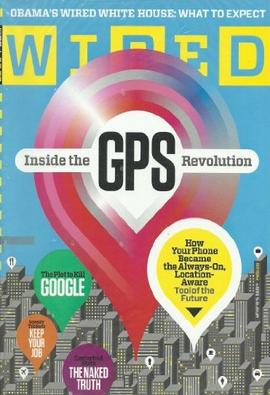 OBAMA'S WIRED WHITE HOUSE: WHAT TO EXPECT
WIRED
Inside the GPS Revolution
The Plot to Kill
GOOGLE
How
Your Phone
Became
the Always-On,
Location-
Aware
Tool of the
Future
KEEP
YOUR
JOB
THE NAKED
TRUTH